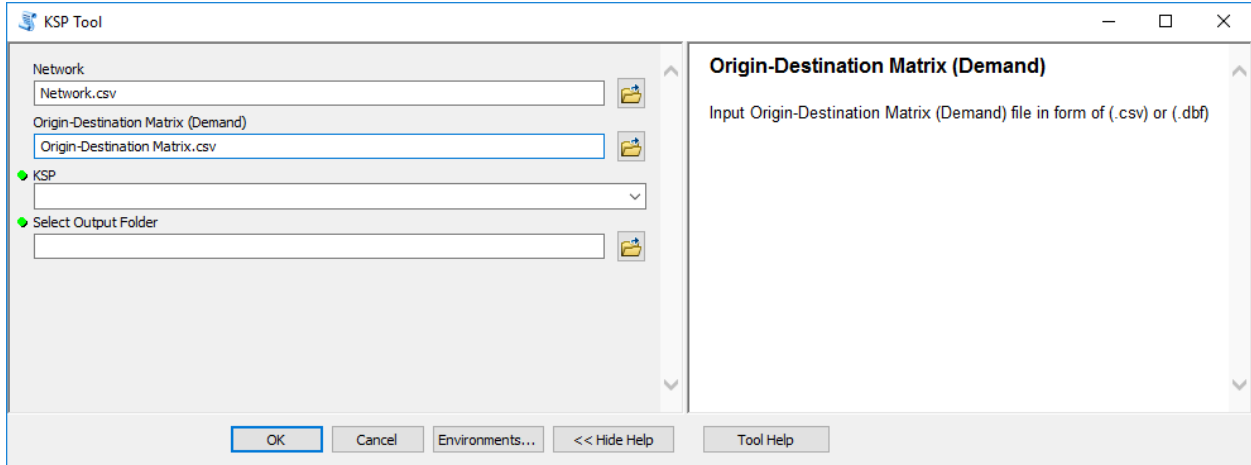 KSP Tool
Network
Network.csv
Origin-Destination Matrix (Demand)
Origin-Destination Matrix.csv
KSP
Select Output Folder
Origin-Destination Matrix (Demand)
Input Origin-Destination Matrix (Demand) file in form of (.csv) or (.dbf)
OK Cancel Environments... << Hide Help Tool Help